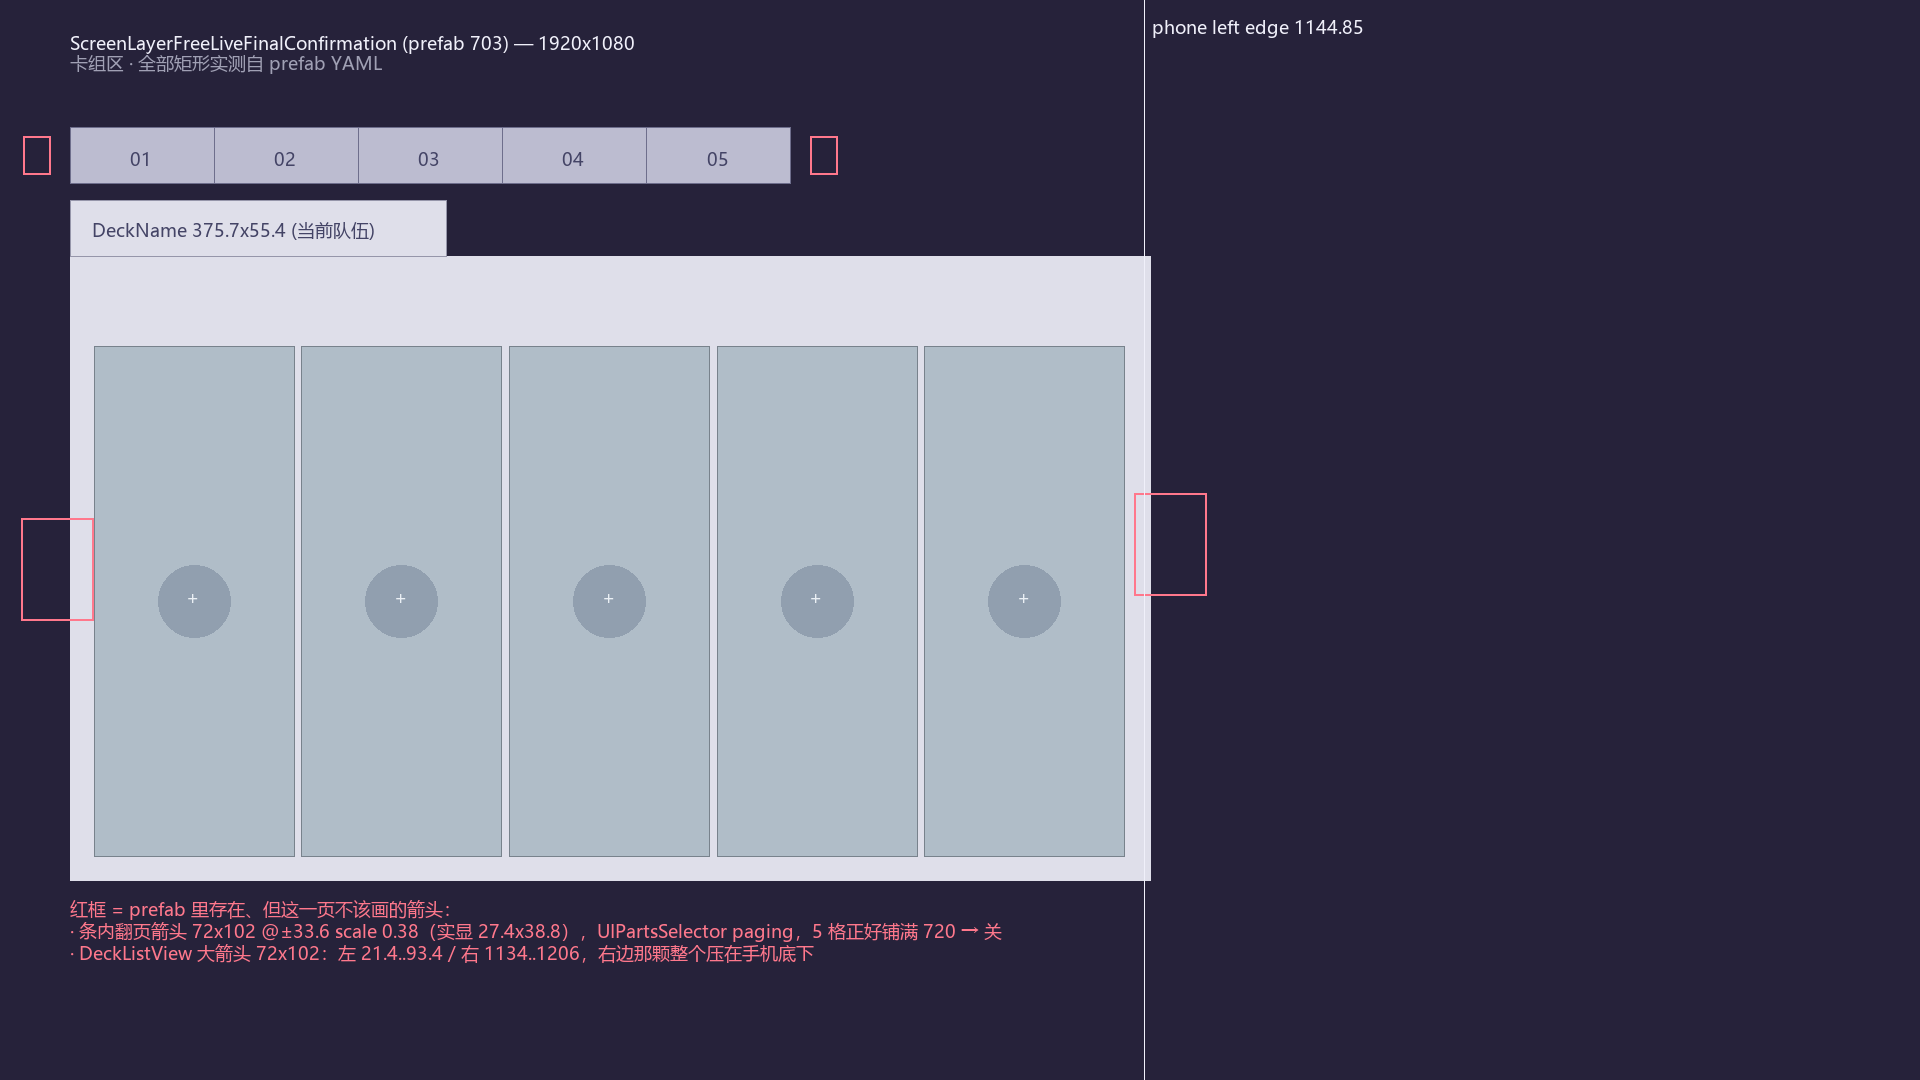 ScreenLayerFreeLiveFinalConfirmation (prefab 703) — 1920x1080
卡组区 · 全部矩形实测自 prefab YAML
phone left edge 1144.85
01
02
03
04
05
DeckName 375.7x55.4 (当前队伍)
+
+
+
+
+
红框 = prefab 里存在、但这一页不该画的箭头：
· 条内翻页箭头 72x102 @±33.6 scale 0.38（实显 27.4x38.8），UIPartsSelector paging，5 格正好铺满 720 → 关
· DeckListView 大箭头 72x102：左 21.4..93.4 / 右 1134..1206，右边那颗整个压在手机底下